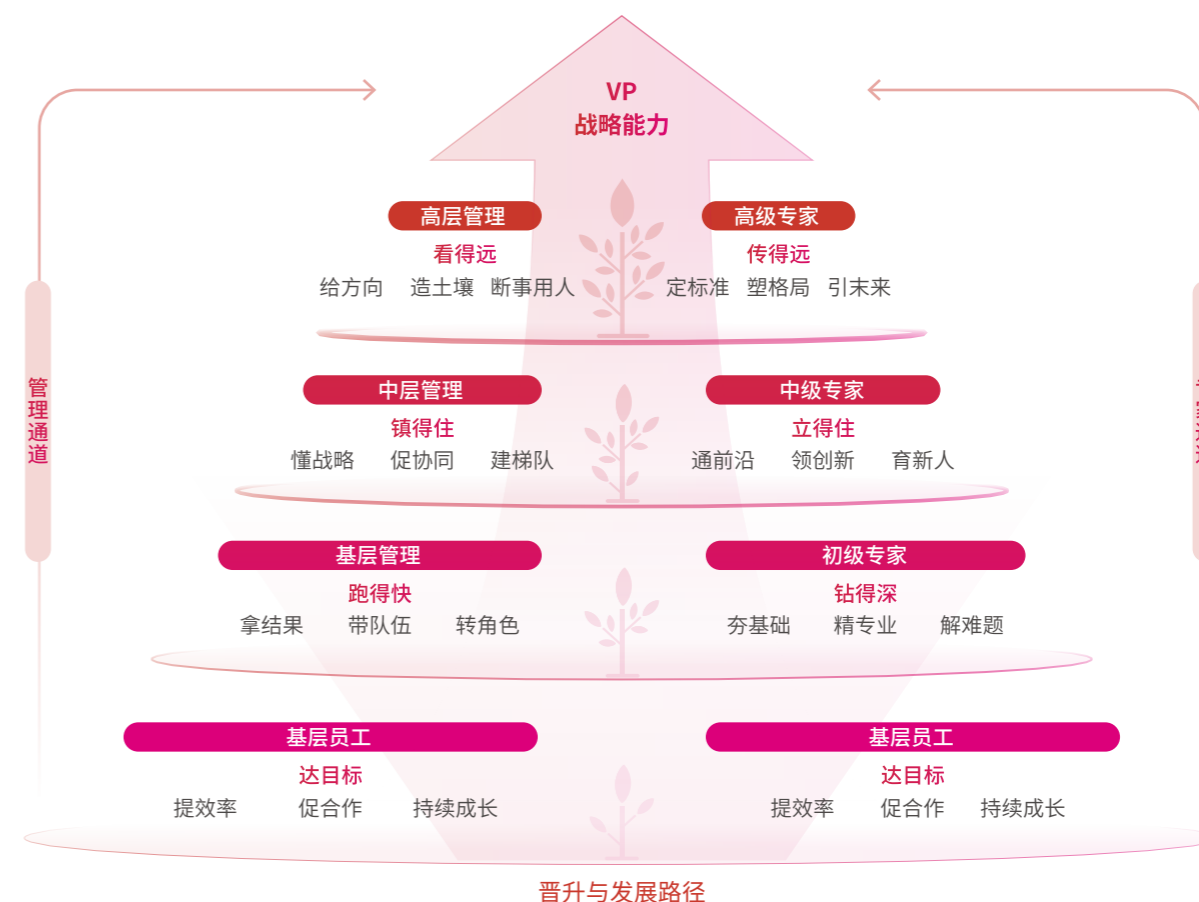 VP
战略能力
高层管理
高级专家
看得远
传得远
给方向 造土壤 断事用人
定标准 塑格局 引末来
中层管理
中级专家
镇得住
立得住
懂战略 促协同 建梯队
通前沿 领创新 育新人
管理通道
基层管理
初级专家
跑得快
钻得深
拿结果 带队伍 转角色
夯基础 精专业 解难题
基层员工
基层员工
达目标
达目标
提效率 促合作 持续成长
提效率 促合作 持续成长
晋升与发展路径